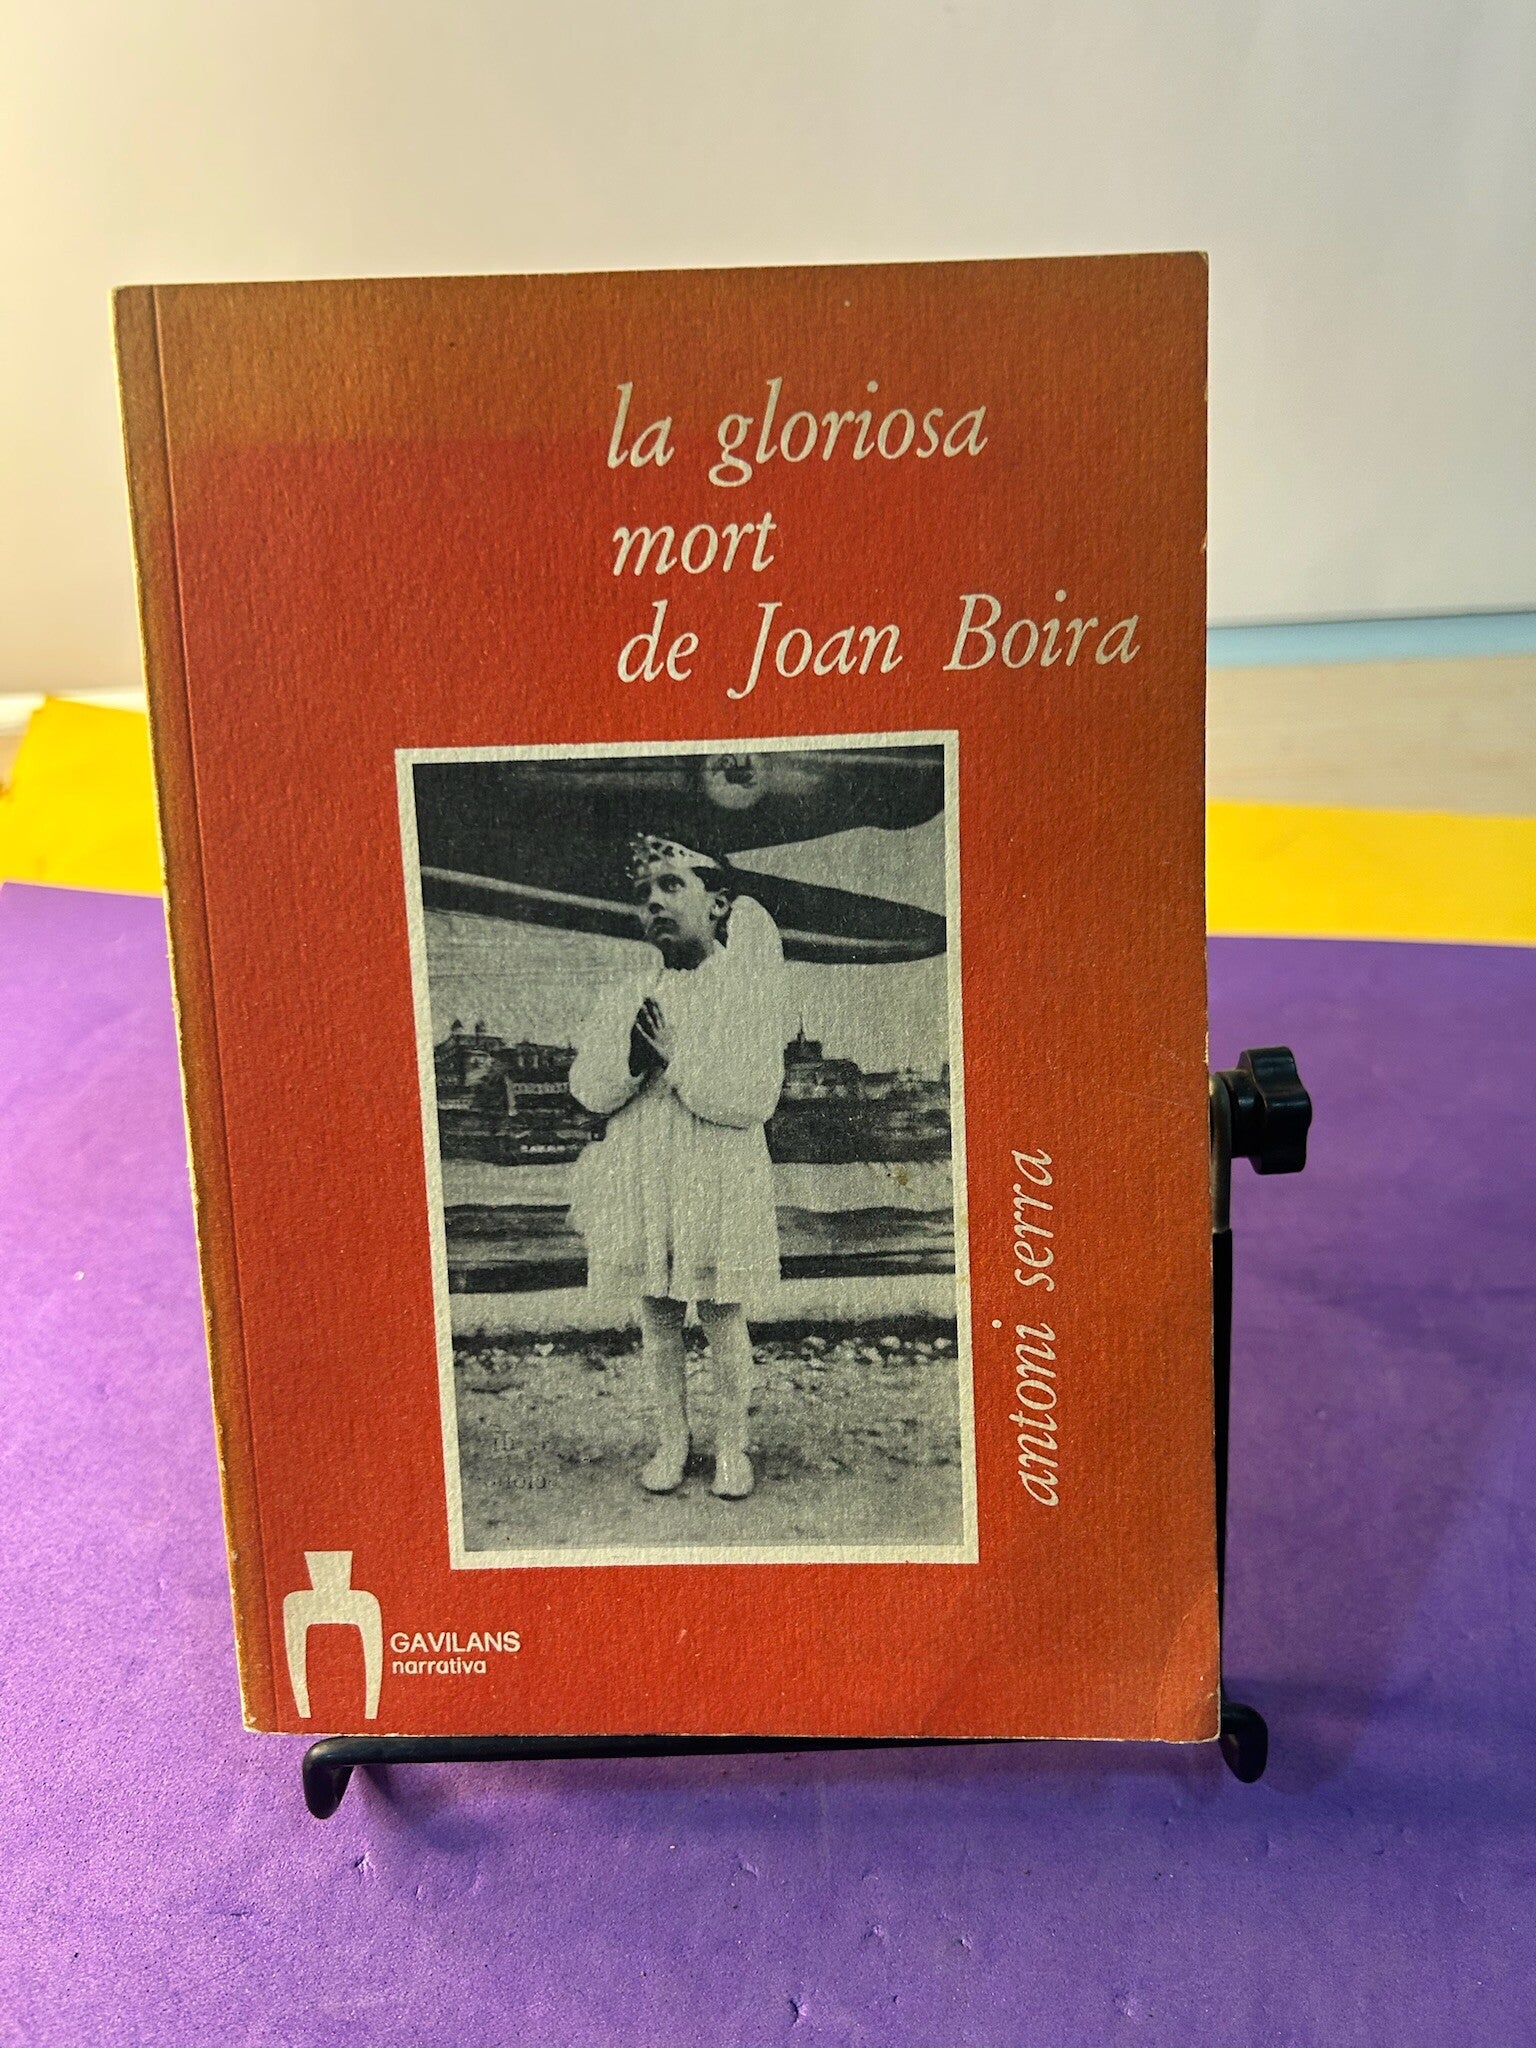 la gloriosa
mort
de Joan Boira
antoni serra
GAVILANS
narrativa